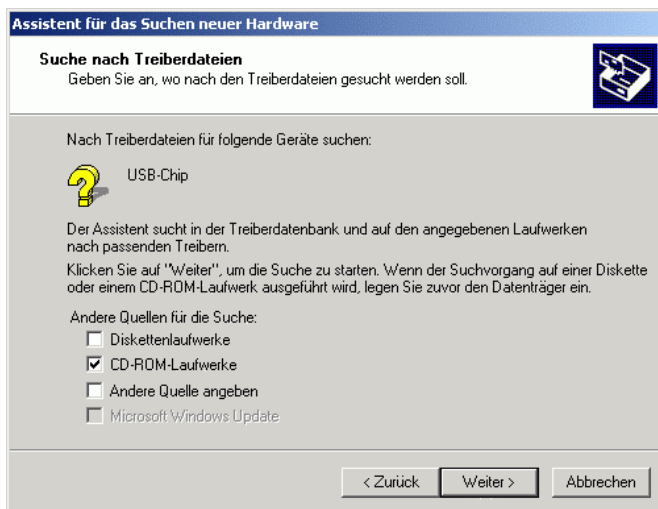 Assistent für das Suchen neuer Hardware
Suche nach Treiberdateien
Geben Sie an, wo nach den Treiberdateien gesucht werden soll.
Nach Treiberdateien für folgende Geräte suchen:
USB-Chip
Der Assistent sucht in der Treiberdatenbank und auf den angegebenen Laufwerken
nach passenden Treibern.
Klicken Sie auf "Weiter", um die Suche zu starten. Wenn der Suchvorgang auf einer Diskette
oder einem CD-ROM-Laufwerk ausgeführt wird, legen Sie zuvor den Datenträger ein.
Andere Quellen für die Suche:
Diskettenlaufwerke
CD-ROM-Laufwerke
Andere Quelle angeben
Microsoft Windows Update
< Zurück Weiter > Abbrechen